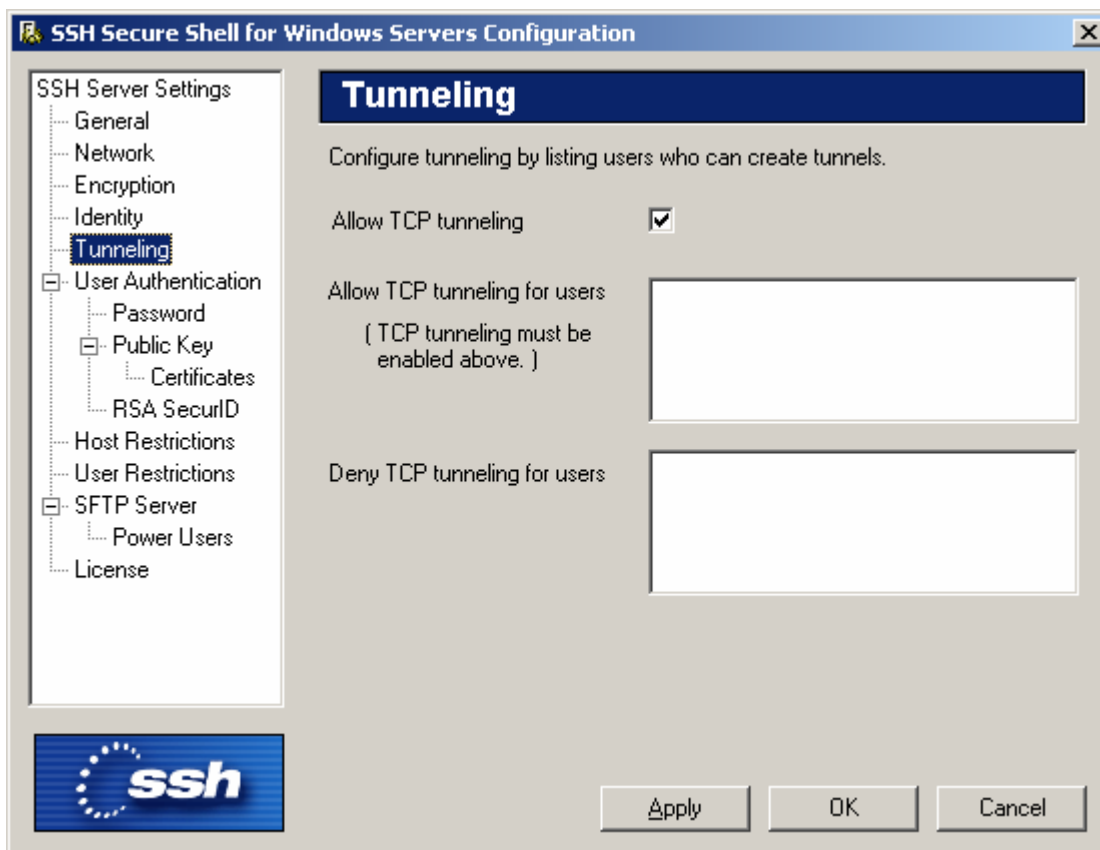 SSH Secure Shell for Windows Servers Configuration
SSH Server Settings
General
Network
Encryption
Identity
Tunneling
User Authentication
Password
Public Key
Certificates
RSA SecurID
Host Restrictions
User Restrictions
SFTP Server
Power Users
License
ssh
Tunneling
Configure tunneling by listing users who can create tunnels.
Allow TCP tunneling
Allow TCP tunneling for users
( TCP tunneling must be
enabled above. )
Deny TCP tunneling for users
Apply
OK
Cancel